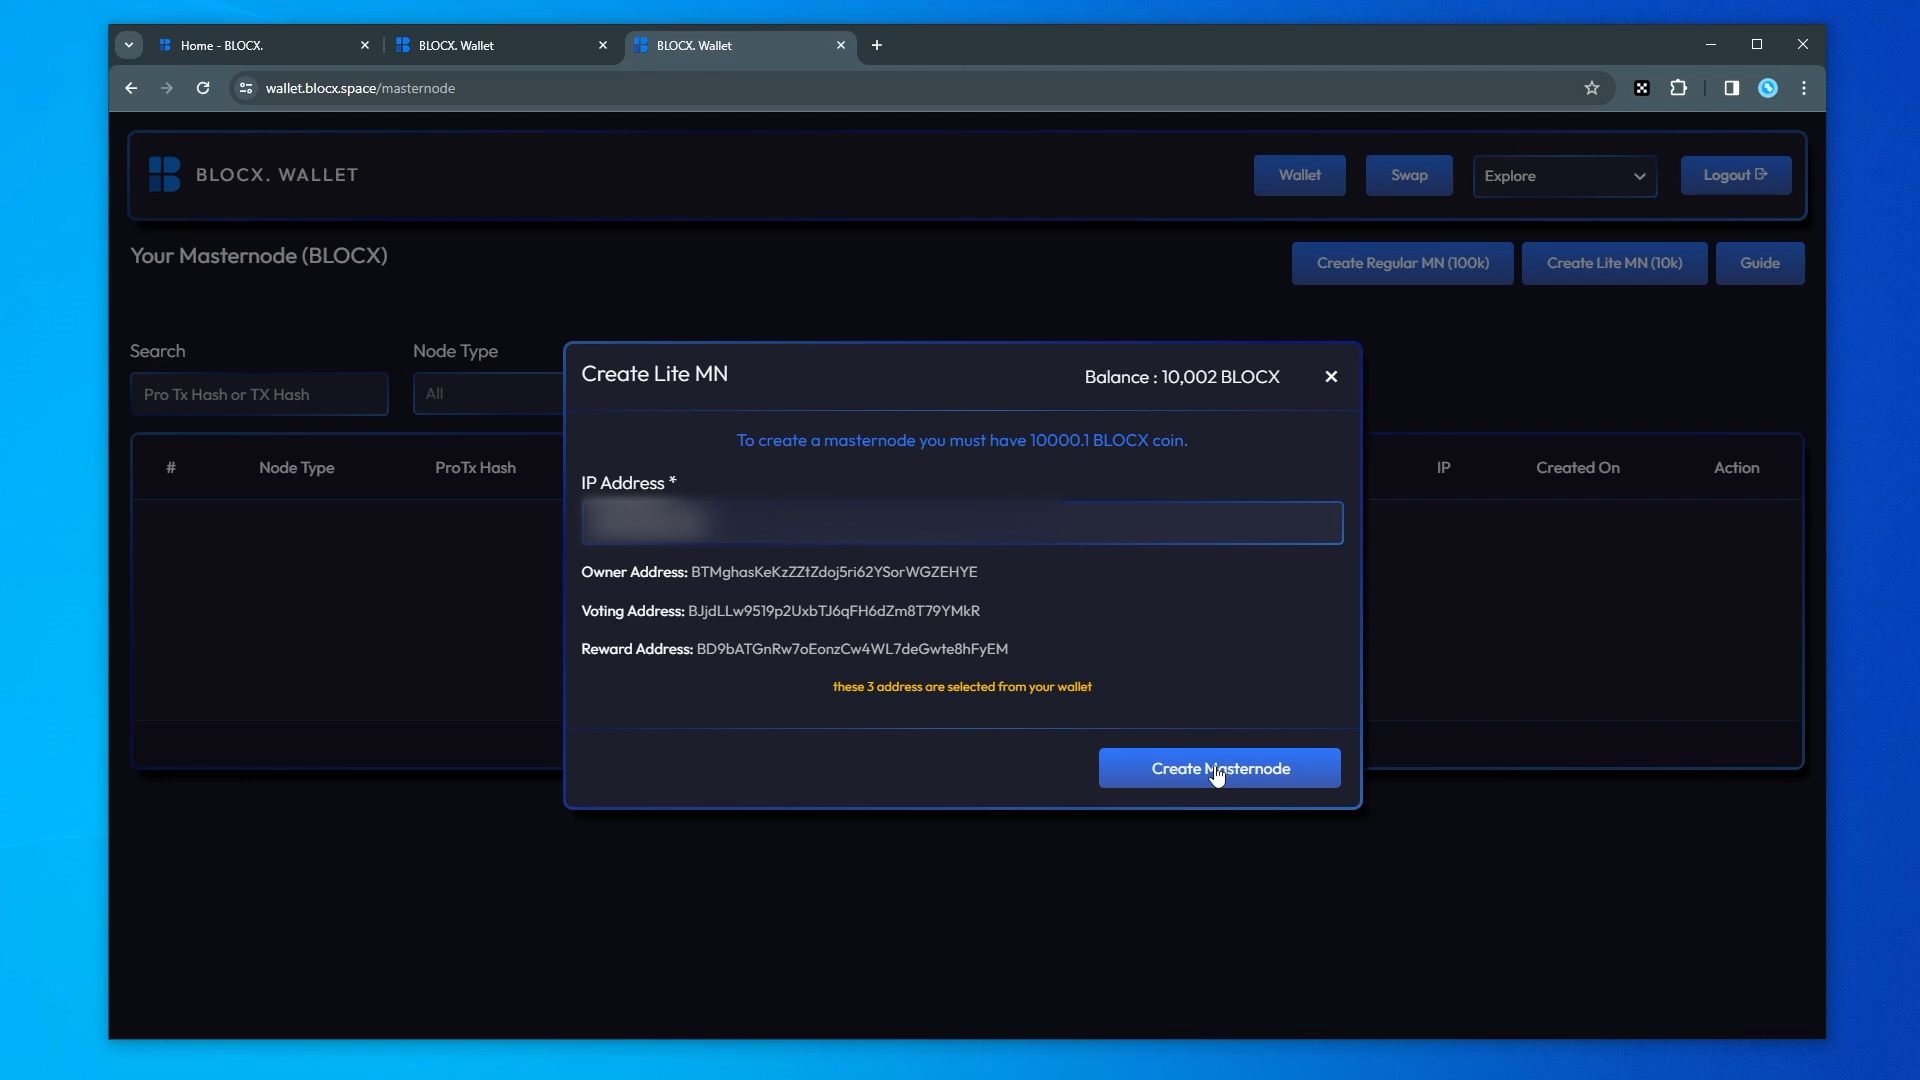 Home - BLOCX.
BLOCX. Wallet
BLOCX. Wallet
wallet.blocx.space/masternode
BLOCX. WALLET
Wallet
Swap
Explore
Logout
Your Masternode (BLOCX)
Create Regular MN (100k)
Create Lite MN (10k)
Guide
Search
Node Type
Pro Tx Hash or TX Hash
All
# Node Type ProTx Hash IP Created On Action
Create Lite MN
Balance : 10,002 BLOCX
To create a masternode you must have 10000.1 BLOCX coin.
IP Address *
Owner Address: BTMghasKeKzZZtZdoj5ri62YSorWGZEHYE
Voting Address: BJjdLLw9519p2UxbTJ6qFH6dZm8T79YMkR
Reward Address: BD9bATGnRw7oEonzCw4WL7deGwte8hFyEM
these 3 address are selected from your wallet
Create Masternode